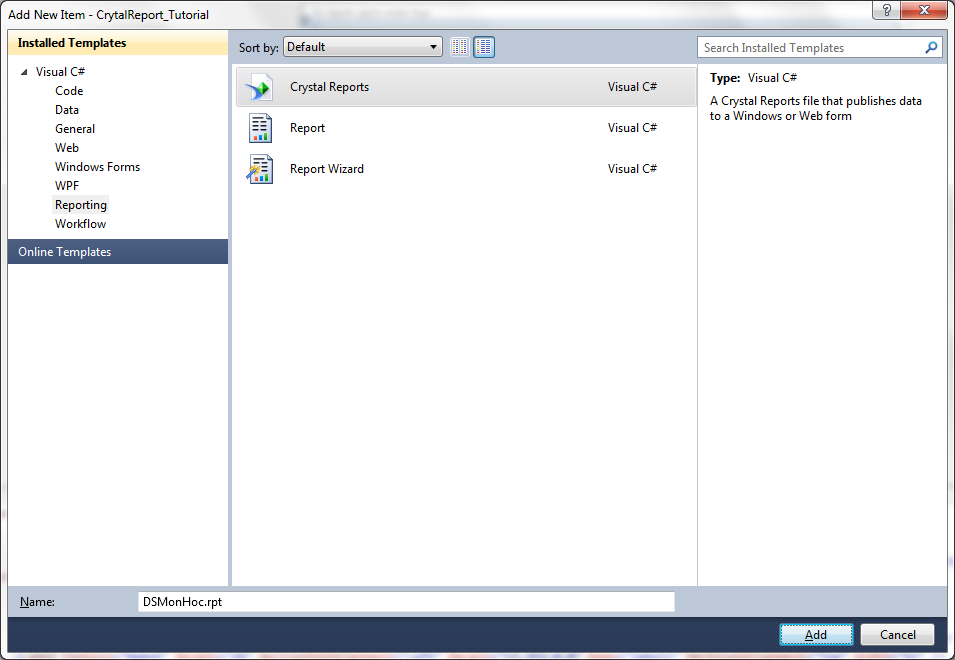 Add New Item - CrytalReport_Tutorial
?
Installed Templates
Visual C#
Code
Data
General
Web
Windows Forms
WPF
Reporting
Workflow
Online Templates
Sort by: Default
Crystal Reports Visual C#
Report Visual C#
Report Wizard Visual C#
Search Installed Templates
Type: Visual C#
A Crystal Reports file that publishes data
to a Windows or Web form
Name: DSMonHoc.rpt
Add Cancel